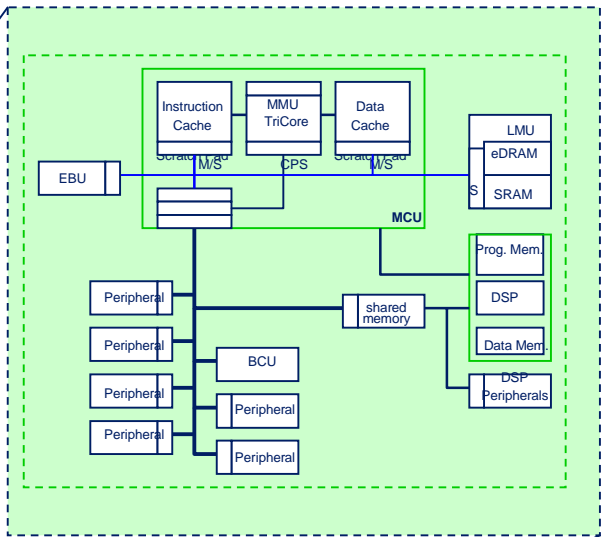 Instruction
Cache
MMU
TriCore
Data
Cache
M/S
CPS
M/S
MCU
EBU
LMU
eDRAM
S
SRAM
Prog. Mem.
DSP
Data Mem.
shared
memory
DSP
Peripherals
Peripheral
Peripheral
Peripheral
Peripheral
BCU
Peripheral
Peripheral